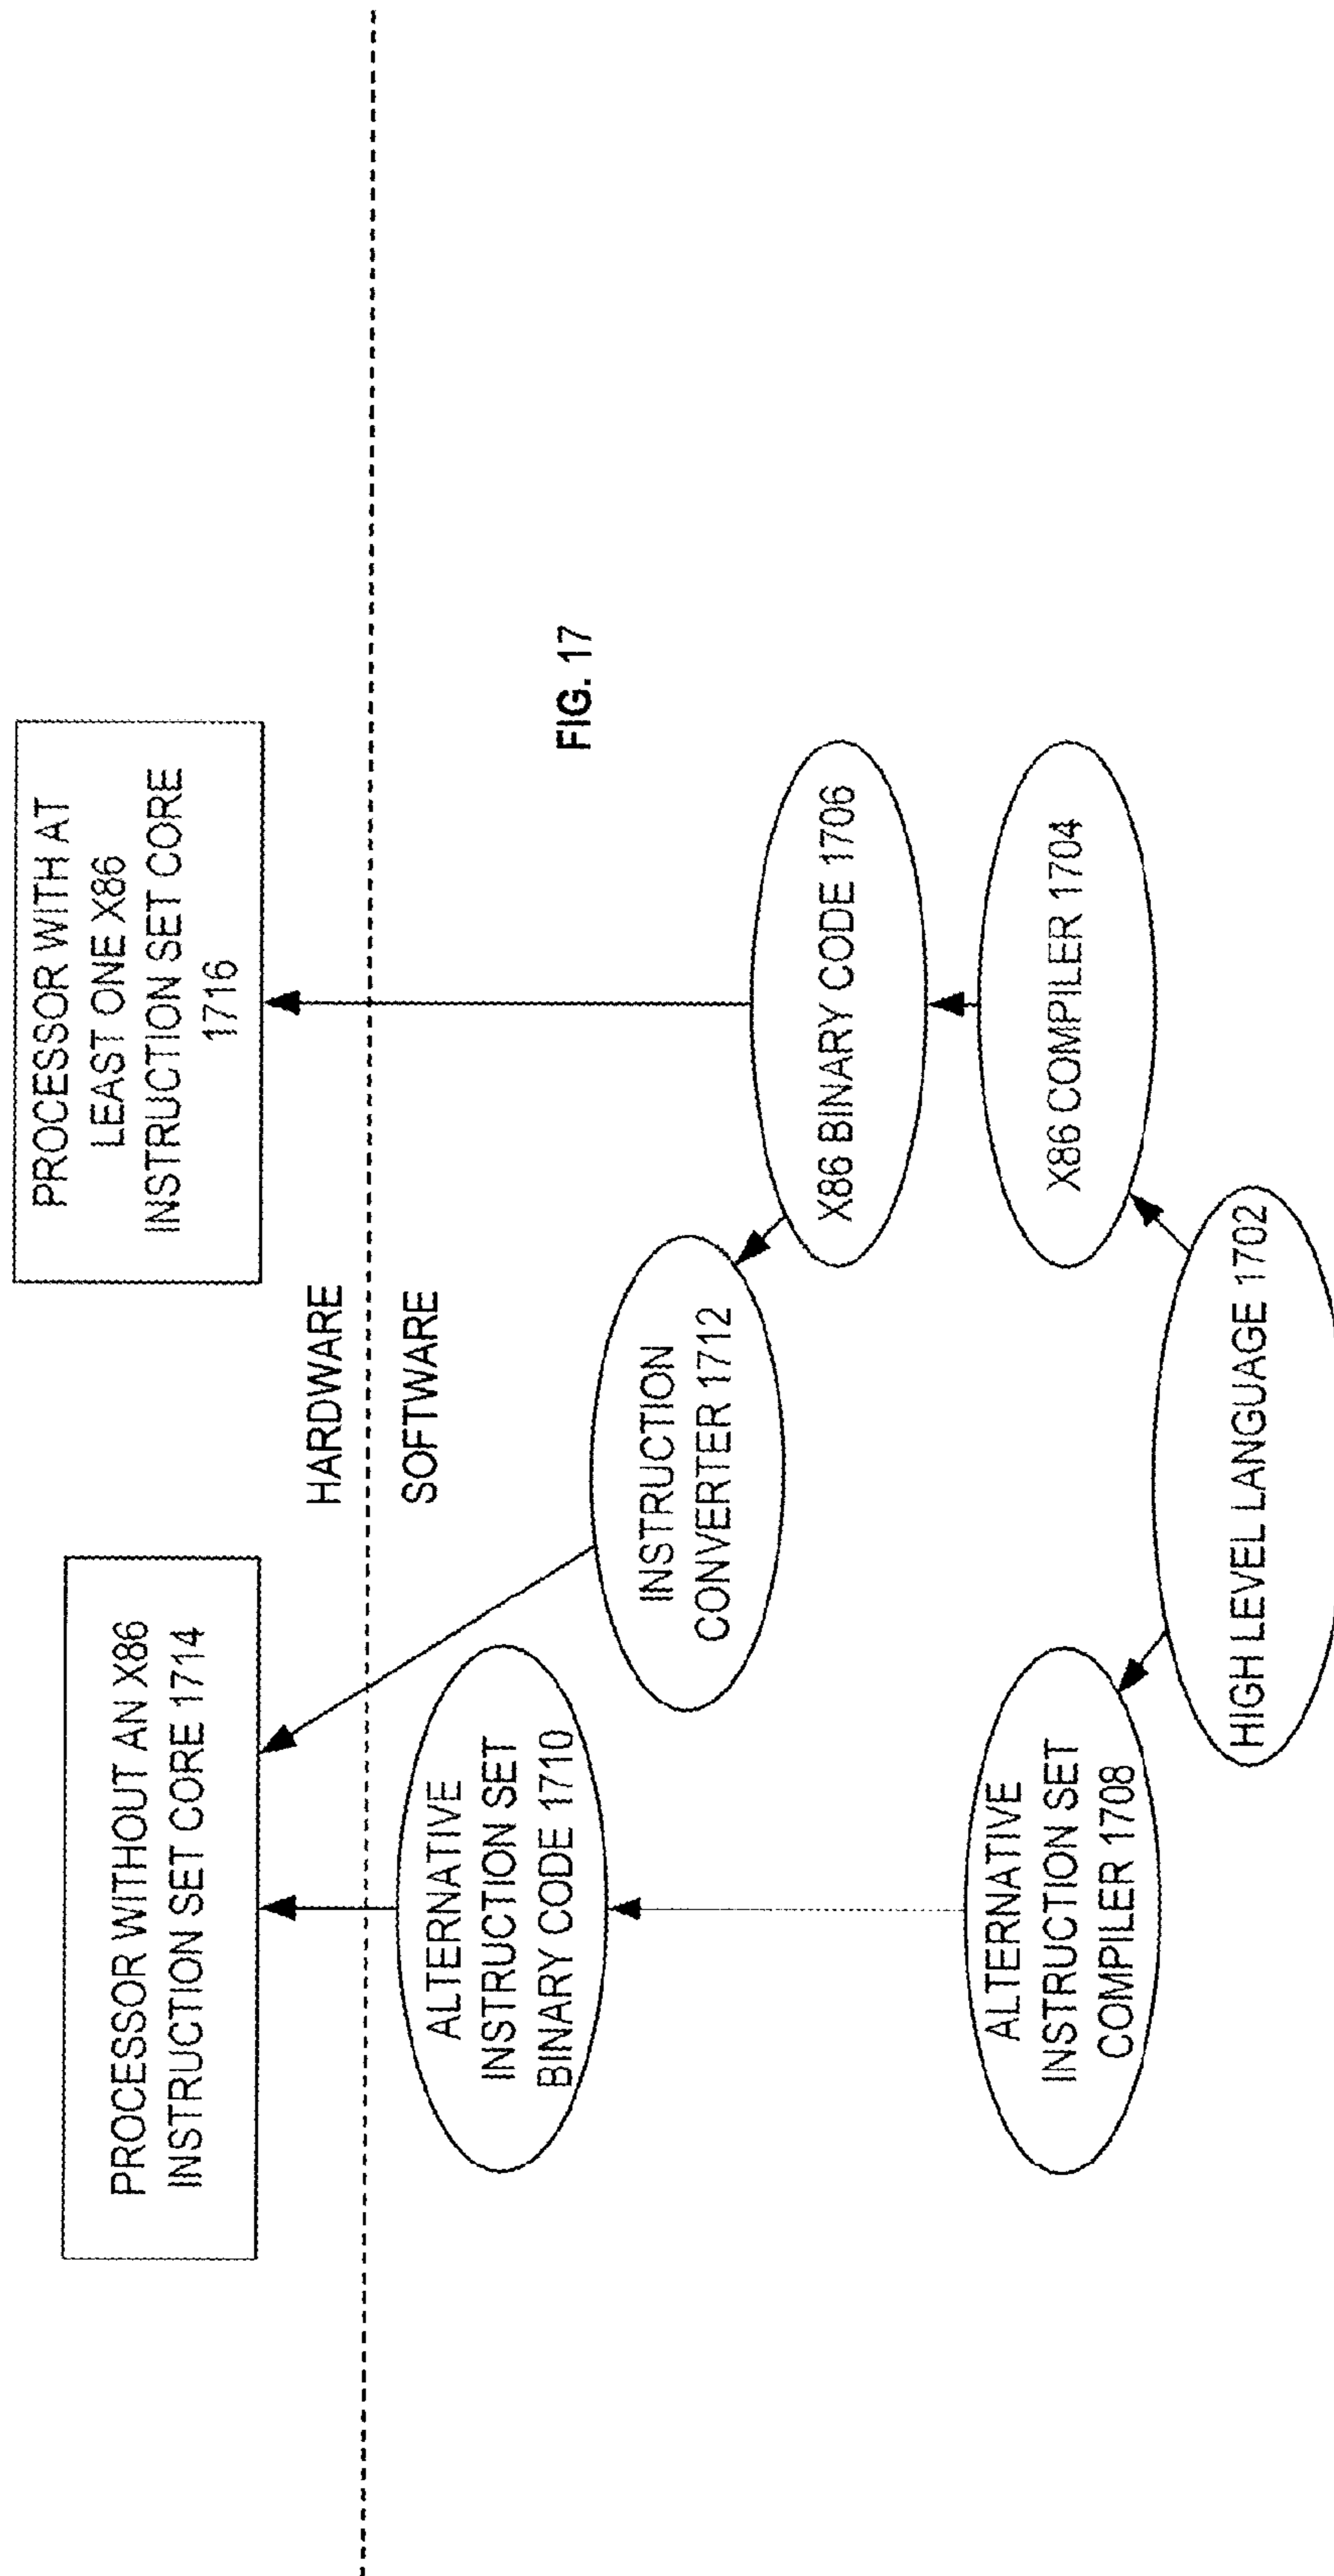 PROCESSOR WITHOUT AN X86
INSTRUCTION SET CORE 1714
PROCESSOR WITH AT
LEAST ONE X86
INSTRUCTION SET CORE
1716
HARDWARE
SOFTWARE
ALTERNATIVE
INSTRUCTION SET
BINARY CODE 1710
INSTRUCTION
CONVERTER 1712
FIG. 17
X86 BINARY CODE 1706
ALTERNATIVE
INSTRUCTION SET
COMPILER 1708
X86 COMPILER 1704
HIGH LEVEL LANGUAGE 1702